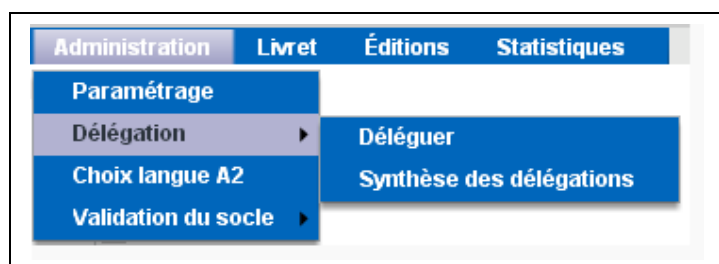 Administration Livret Éditions Statistiques
Paramétrage
Délégation Déléguer
Choix langue A2 Synthèse des délégations
Validation du socle